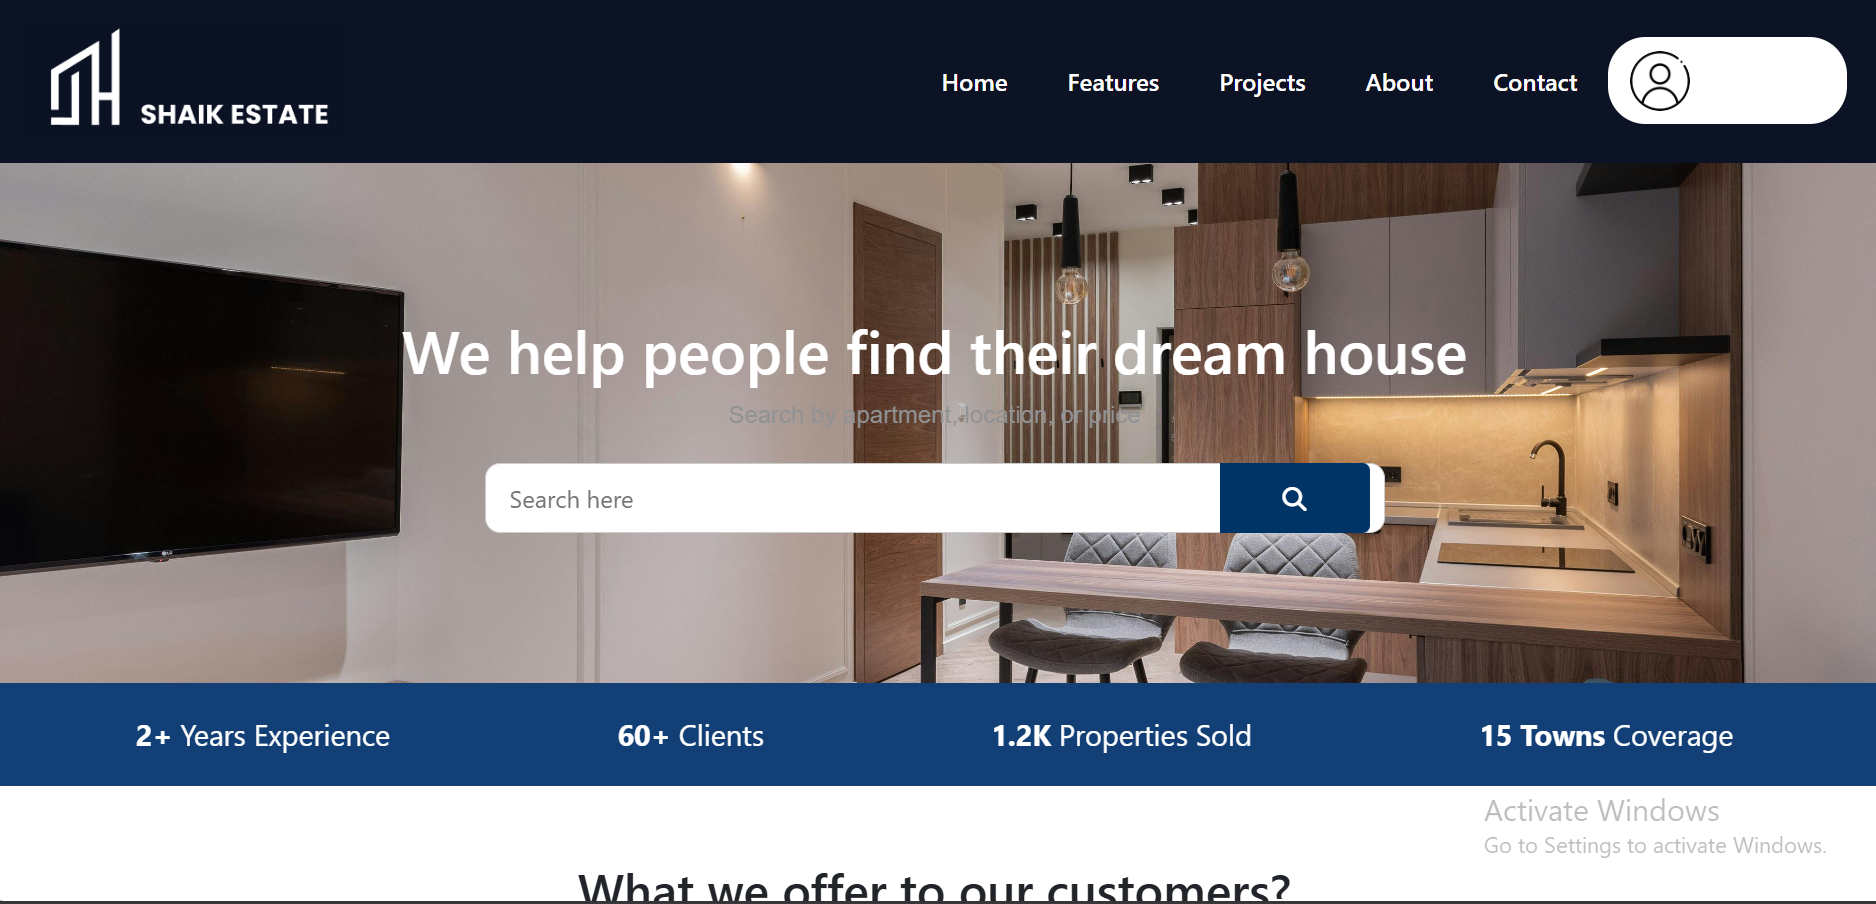 SHAIK ESTATE
Home Features Projects About Contact
We help people find their dream house
Search by apartment, location, or price
Search here
2+ Years Experience 60+ Clients 1.2K Properties Sold 15 Towns Coverage
Activate Windows
Go to Settings to activate Windows.
What we offer to our customers?